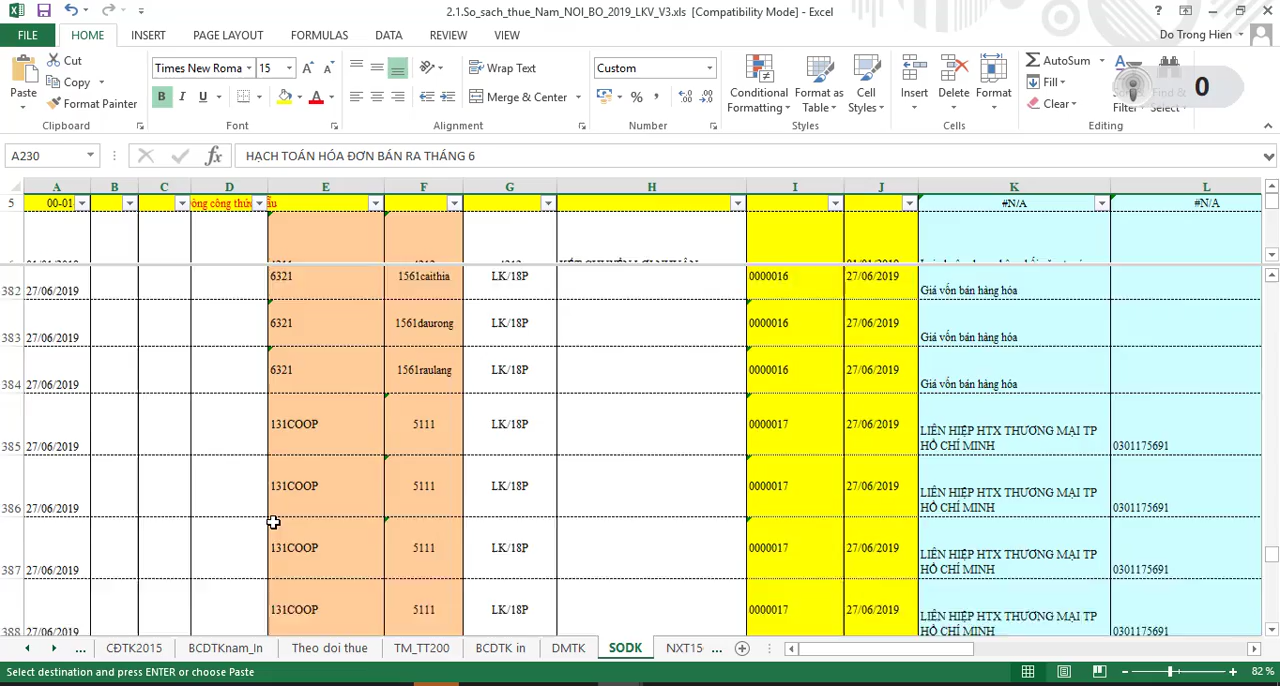 2.1.So_sach_thue_Nam_NOI_BO_2019_LKV_V3.xls [Compatibility Mode] - Excel
FILE HOME INSERT PAGE LAYOUT FORMULAS DATA REVIEW VIEW Do Trong Hien
Paste Cut Copy Format Painter
Times New Roma 15
B I U
Wrap Text
Merge & Center
Custom
%
Conditional Formatting
Format as Table
Cell Styles
Insert Delete Format
AutoSum
Fill
Clear
Filter
Select
0
Clipboard Font Alignment Number Styles Cells Editing
A230 fx HẠCH TOÁN HÓA ĐƠN BÁN RA THÁNG 6
A B C D E F G H I J K L
5 00-01 #N/A #N/A
382 27/06/2019 6321 1561caithia LK/18P 0000016 27/06/2019 Giá vốn bán hàng hóa
383 27/06/2019 6321 1561daurong LK/18P 0000016 27/06/2019 Giá vốn bán hàng hóa
384 27/06/2019 6321 1561raulang LK/18P 0000016 27/06/2019 Giá vốn bán hàng hóa
385 27/06/2019 131COOP 5111 LK/18P 0000017 27/06/2019 LIÊN HIỆP HTX THƯƠNG MẠI TP
HỒ CHÍ MINH 0301175691
386 27/06/2019 131COOP 5111 LK/18P 0000017 27/06/2019 LIÊN HIỆP HTX THƯƠNG MẠI TP
HỒ CHÍ MINH 0301175691
387 27/06/2019 131COOP 5111 LK/18P 0000017 27/06/2019 LIÊN HIỆP HTX THƯƠNG MẠI TP
HỒ CHÍ MINH 0301175691
388 27/06/2019 131COOP 5111 LK/18P 0000017 27/06/2019 LIÊN HIỆP HTX THƯƠNG MẠI TP
HỒ CHÍ MINH 0301175691
... CĐTK2015 BCDTKnam_In Theo doi thue TM_TT200 BCDTK in DMTK SODK NXT15 ...
Select destination and press ENTER or choose Paste 82 %